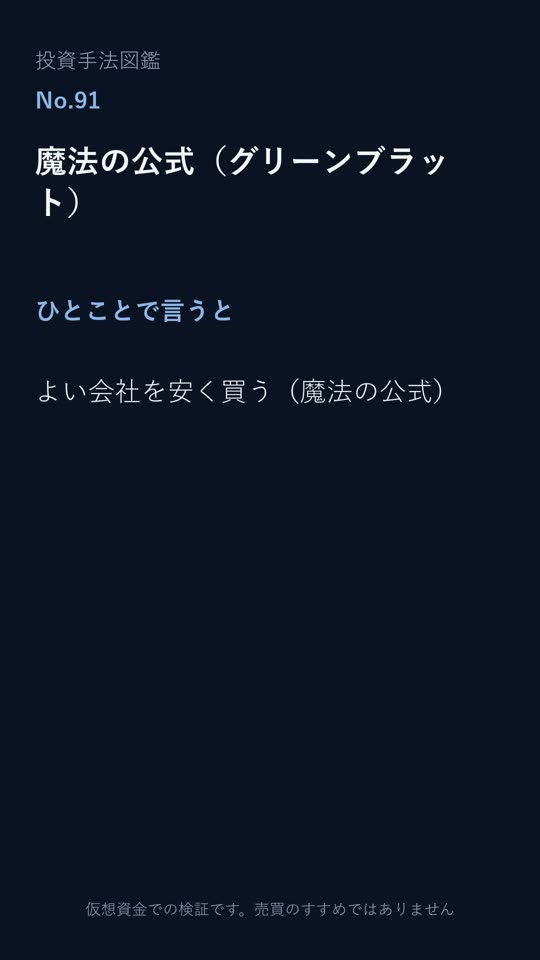 投資手法図鑑
No.91
魔法の公式（グリーンブラッ
ト）
ひとことで言うと
よい会社を安く買う（魔法の公式）
仮想資金での検証です。売買のすすめではありません